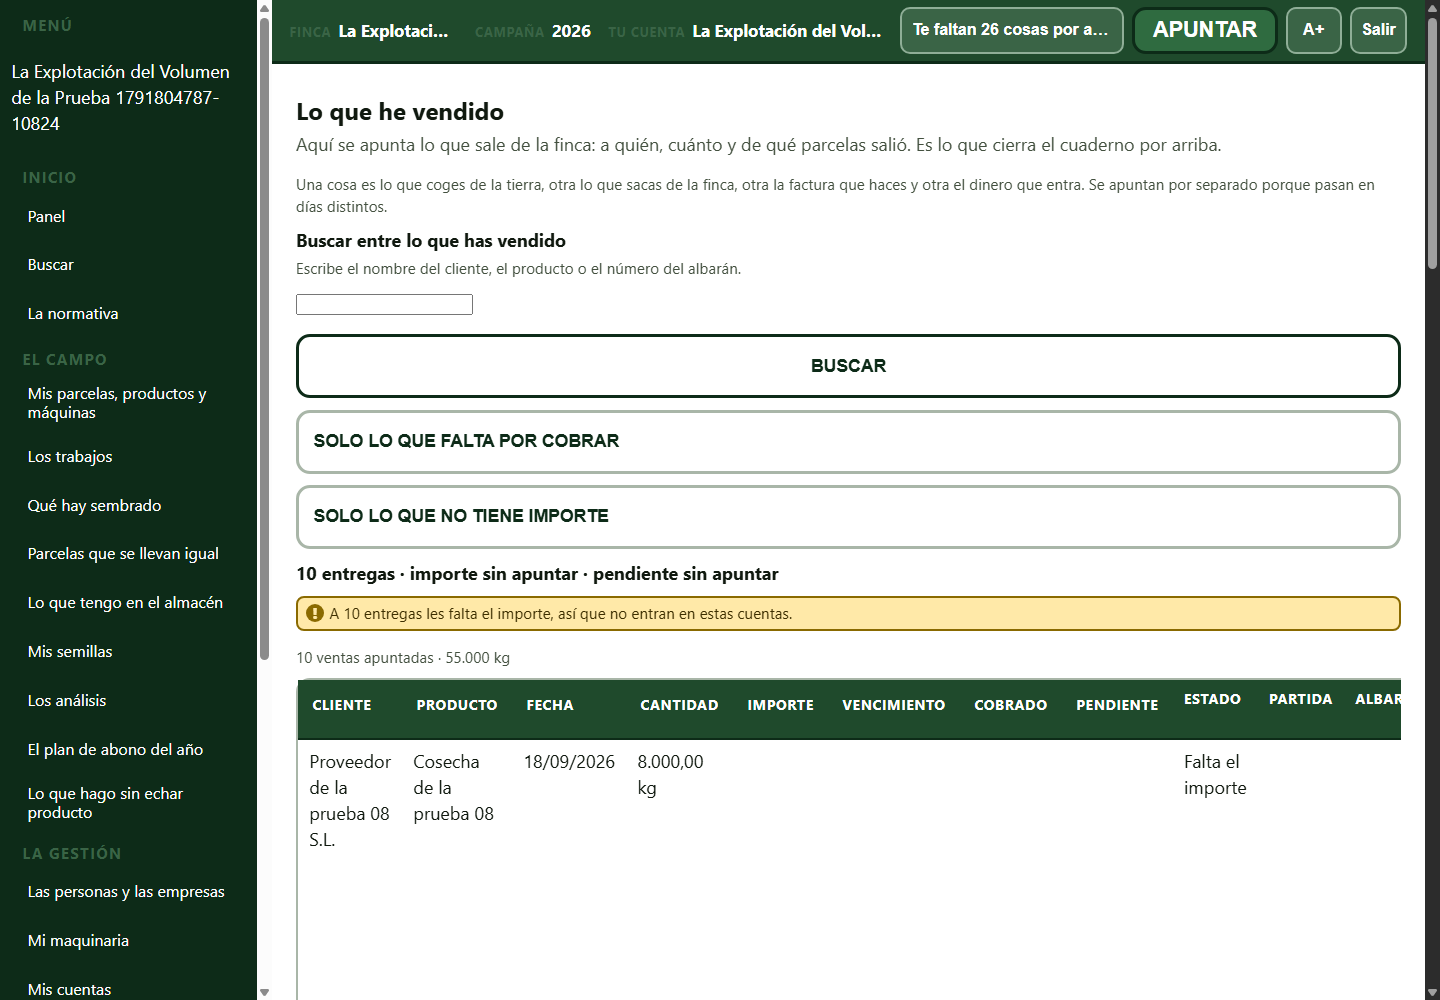 MENÚ
La Explotación del Volumen
de la Prueba 1791804787-
10824
INICIO
Panel
Buscar
La normativa
EL CAMPO
Mis parcelas, productos y
máquinas
Los trabajos
Qué hay sembrado
Parcelas que se llevan igual
Lo que tengo en el almacén
Mis semillas
Los análisis
El plan de abono del año
Lo que hago sin echar
producto
LA GESTIÓN
Las personas y las empresas
Mi maquinaria
Mis cuentas
FINCA La Explotaci... CAMPAÑA 2026 TU CUENTA La Explotación del Vol... Te faltan 26 cosas por a... APUNTAR A+ Salir
Lo que he vendido
Aquí se apunta lo que sale de la finca: a quién, cuánto y de qué parcelas salió. Es lo que cierra el cuaderno por arriba.
Una cosa es lo que coges de la tierra, otra lo que sacas de la finca, otra la factura que haces y otra el dinero que entra. Se apuntan por separado porque pasan en
días distintos.
Buscar entre lo que has vendido
Escribe el nombre del cliente, el producto o el número del albarán.
BUSCAR
SOLO LO QUE FALTA POR COBRAR
SOLO LO QUE NO TIENE IMPORTE
10 entregas · importe sin apuntar · pendiente sin apuntar
A 10 entregas les falta el importe, así que no entran en estas cuentas.
10 ventas apuntadas · 55.000 kg
CLIENTE PRODUCTO FECHA CANTIDAD IMPORTE VENCIMIENTO COBRADO PENDIENTE ESTADO PARTIDA ALBAR
Proveedor Cosecha 18/09/2026 8.000,00 Falta el
de la de la kg importe
prueba 08 prueba 08
S.L.